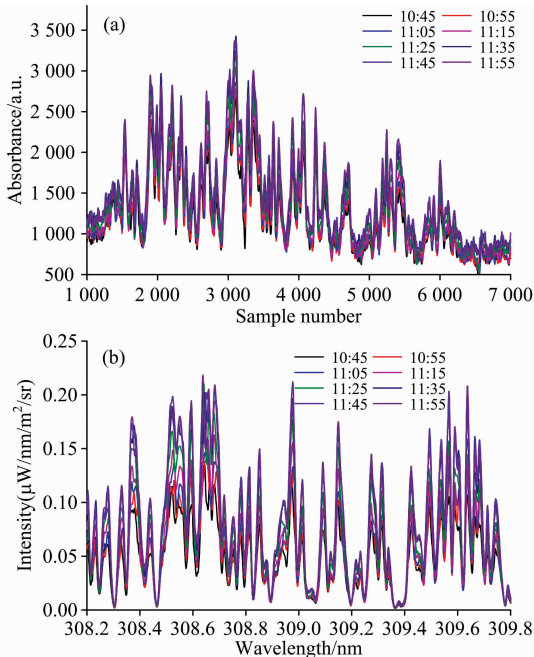 (a)
10:45 10:55
11:05 11:15
11:25 11:35
11:45 11:55
3 500
3 000
2 500
2 000
1 500
1 000
500
Absorbance/a.u.
1 000 2 000 3 000 4 000 5 000 6 000 7 000
Sample number
(b)
10:45 10:55
11:05 11:15
11:25 11:35
11:45 11:55
0.25
0.20
0.15
0.10
0.05
0.00
Intensity(μW/nm/m²/sr)
308.2 308.4 308.6 308.8 309.0 309.2 309.4 309.6 309.8
Wavelength/nm